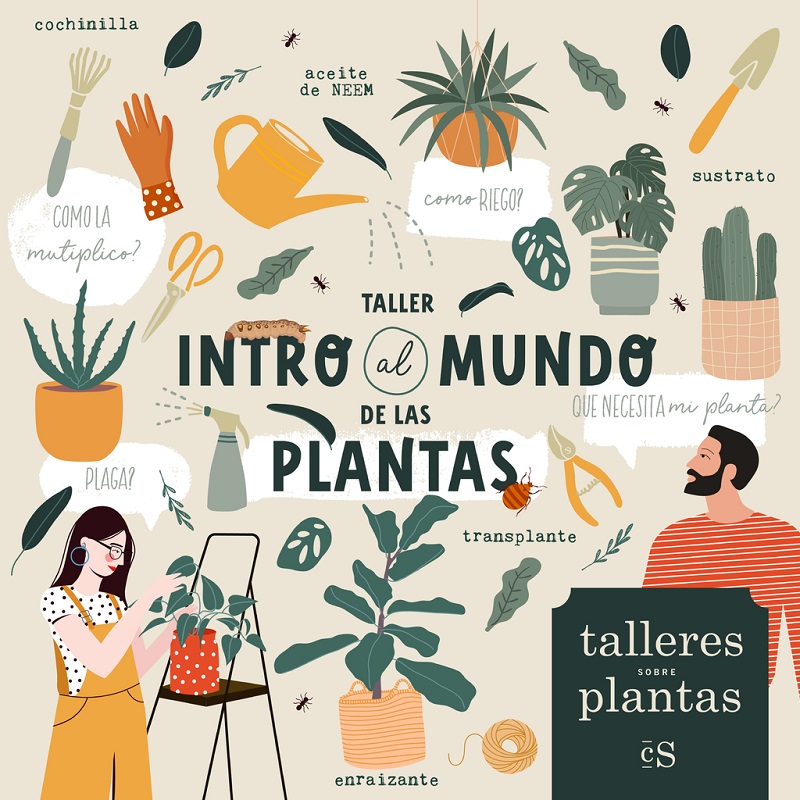 cochinilla
aceite
de NEEM
sustrato
como RIEGO?
COMO LA
mutiplico?
TALLER
INTRO al MUNDO
DE LAS
PLANTAS
QUE NECESITA mi planta?
PLAGA?
transplante
talleres
SOBRE
plantas
cS
enraizante